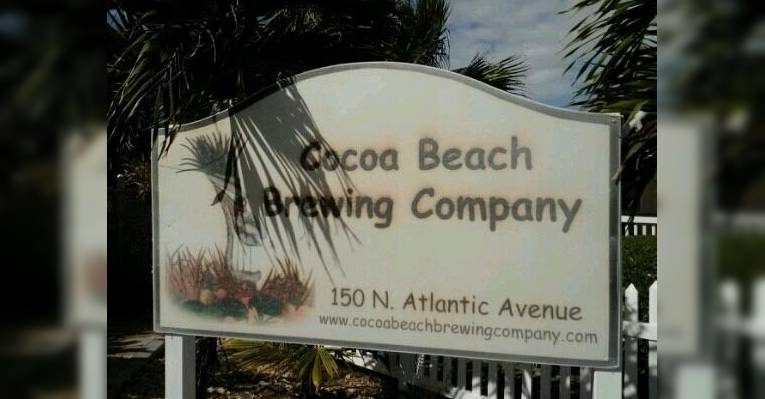 Cocoa Beach
Brewing Company
150 N. Atlantic Avenue
www.cocoabeachbrewingcompany.com